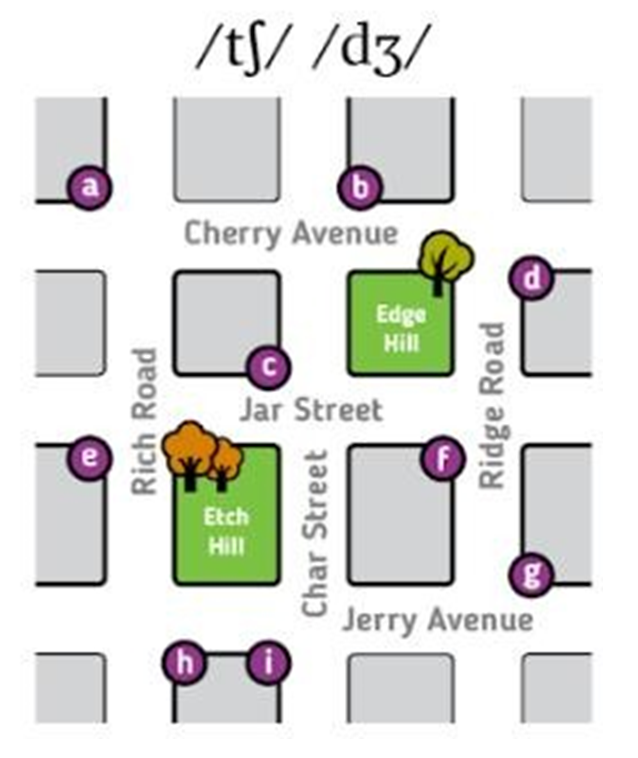 /tʃ/ /dʒ/
a
b
Cherry Avenue
d
Edge
Hill
c
Rich Road
Jar Street
Ridge Road
e
f
Etch
Hill
Char Street
g
Jerry Avenue
h
i